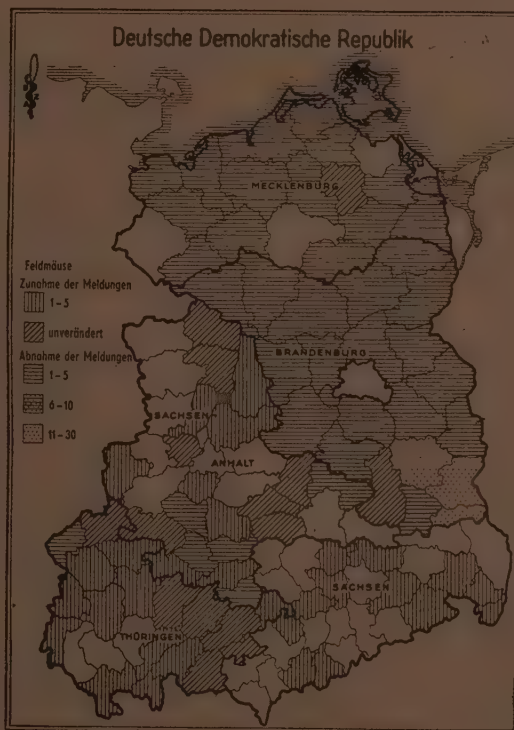 Deutsche Demokratische Republik
MECKLENBURG
Feldmäuse
Zunahme der Meldungen
1-5
unverändert
Abnahme der Meldungen
1-5
6-10
11-30
BRANDENBURG
SACHSEN
ANHALT
SACHSEN
THÜRINGEN